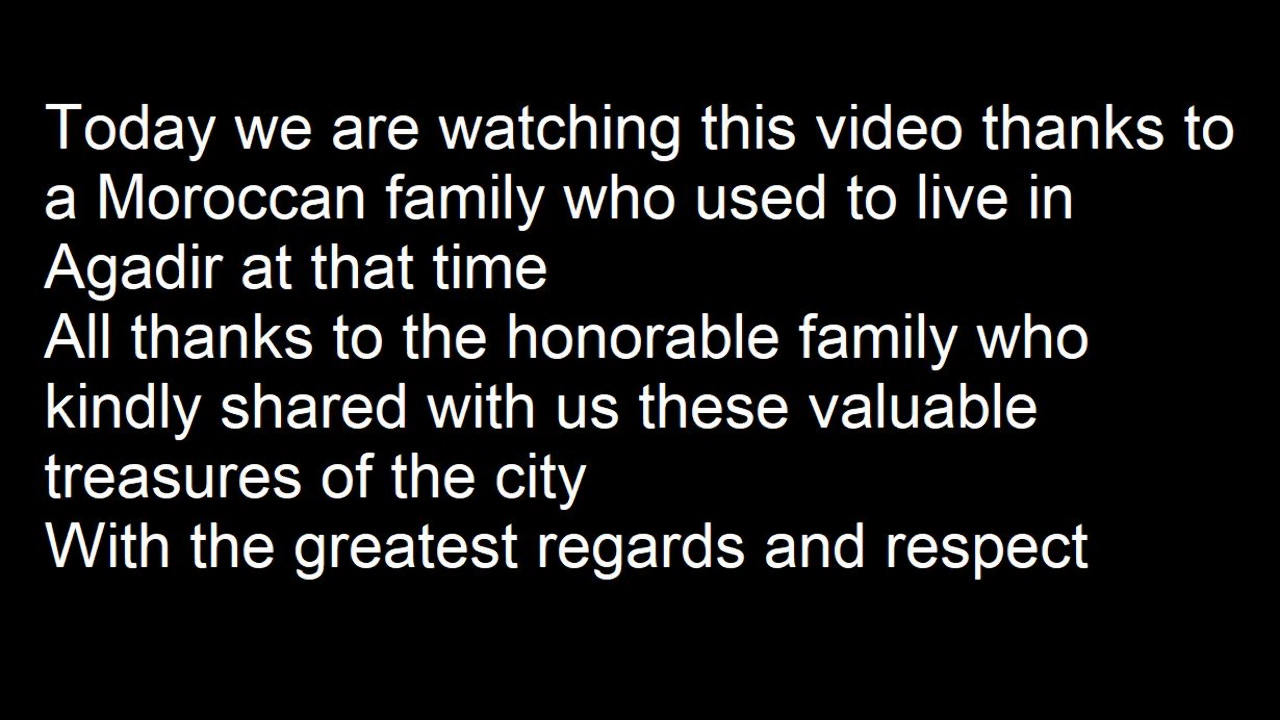 Today we are watching this video thanks to
a Moroccan family who used to live in
Agadir at that time
All thanks to the honorable family who
kindly shared with us these valuable
treasures of the city
With the greatest regards and respect